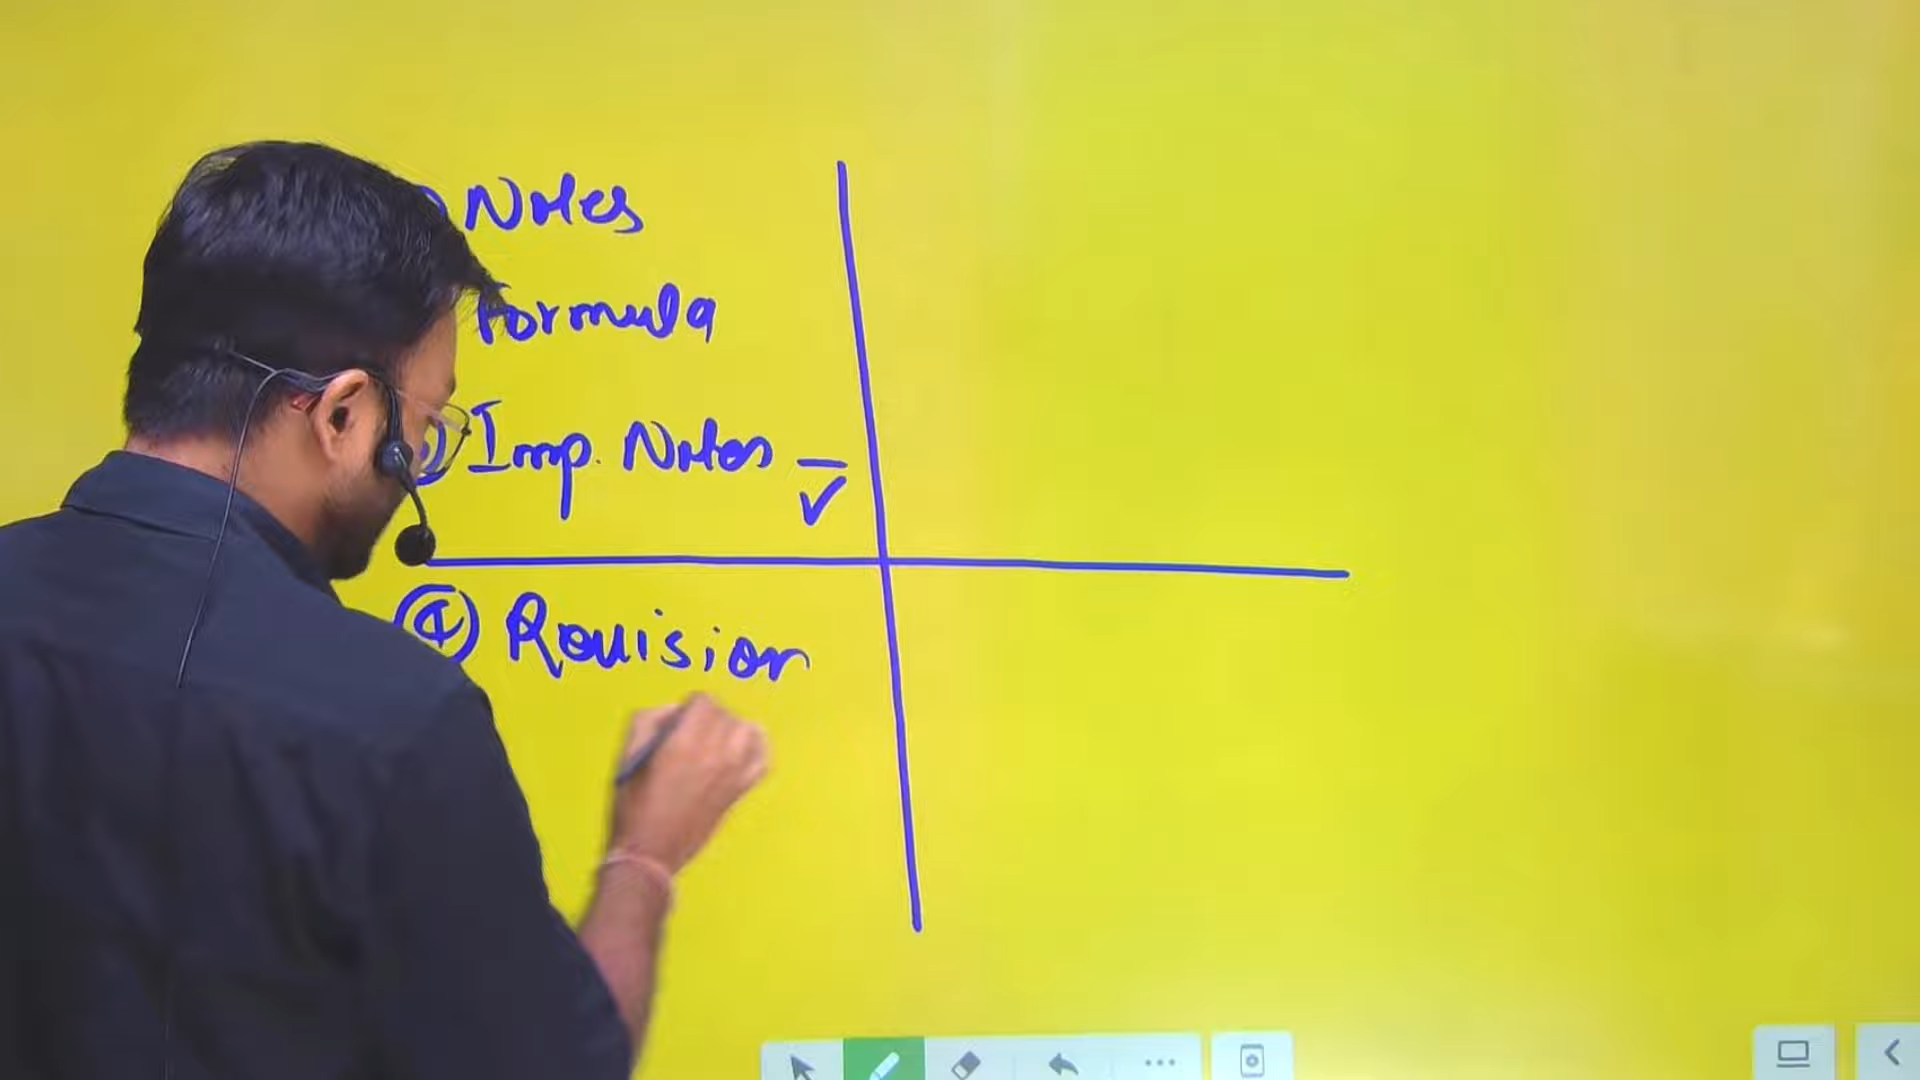 Notes
Formula
Imp. Notes
④ Revision